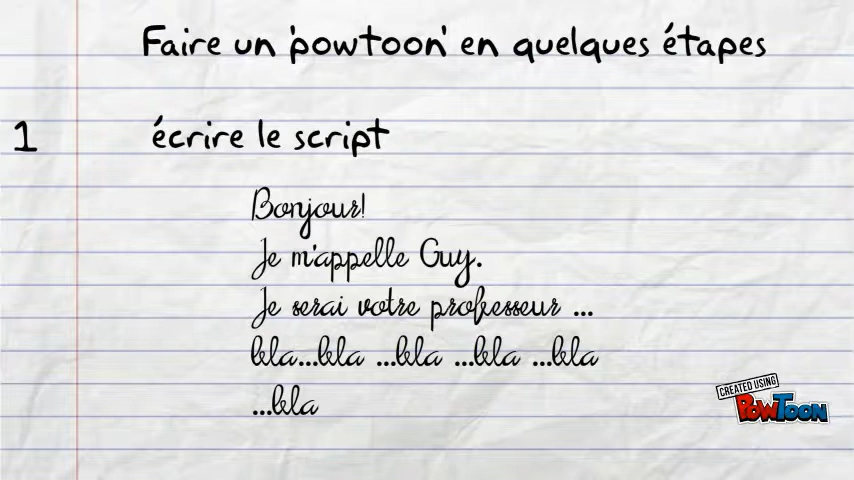 Faire un 'powtoon' en quelques étapes
1 écrire le script
Bonjour!
Je m'appelle Guy.
Je serai votre professeur ...
bla...bla ...bla ...bla ...bla
...bla
CREATED USING
POWTOON